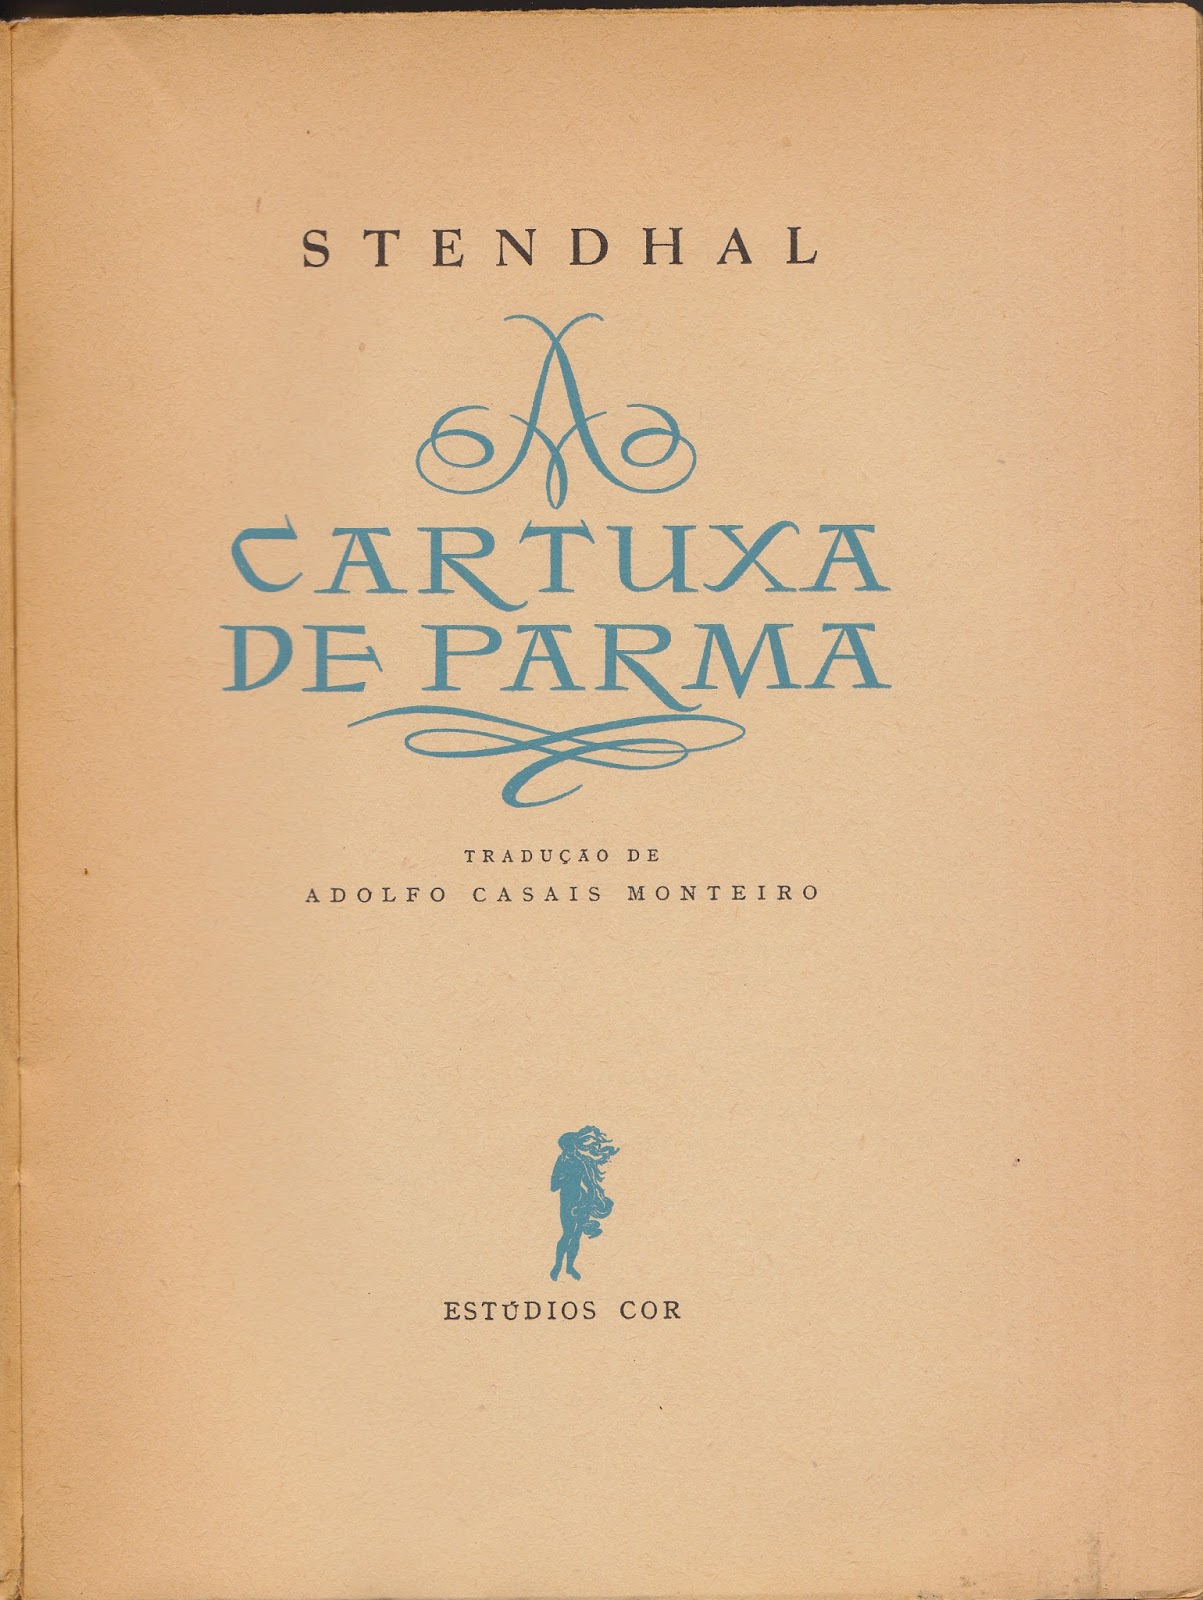 STENDHAL
A
CARTUXA
DE PARMA
TRADUÇÃO DE
ADOLFO CASAIS MONTEIRO
ESTÚDIOS COR